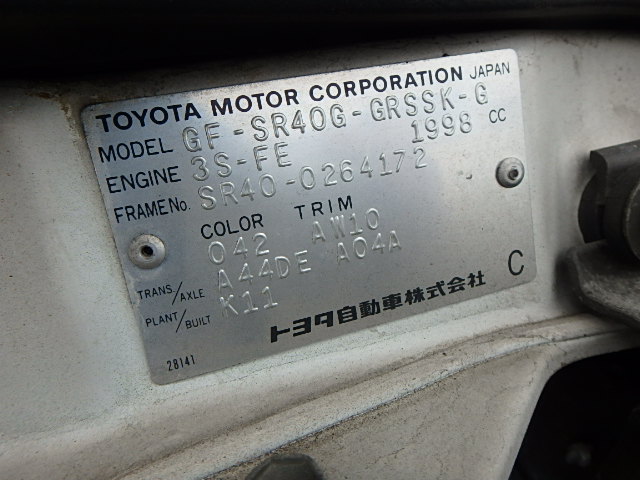 TOYOTA MOTOR CORPORATION JAPAN
MODEL GF-SR40G-GRSSK-G
ENGINE 3S-FE 1998 CC
FRAME No. SR40-0264172
COLOR TRIM
042 AW10
TRANS./AXLE A44DE A04A
PLANT/BUILT K11
トヨタ自動車株式会社 C
28141